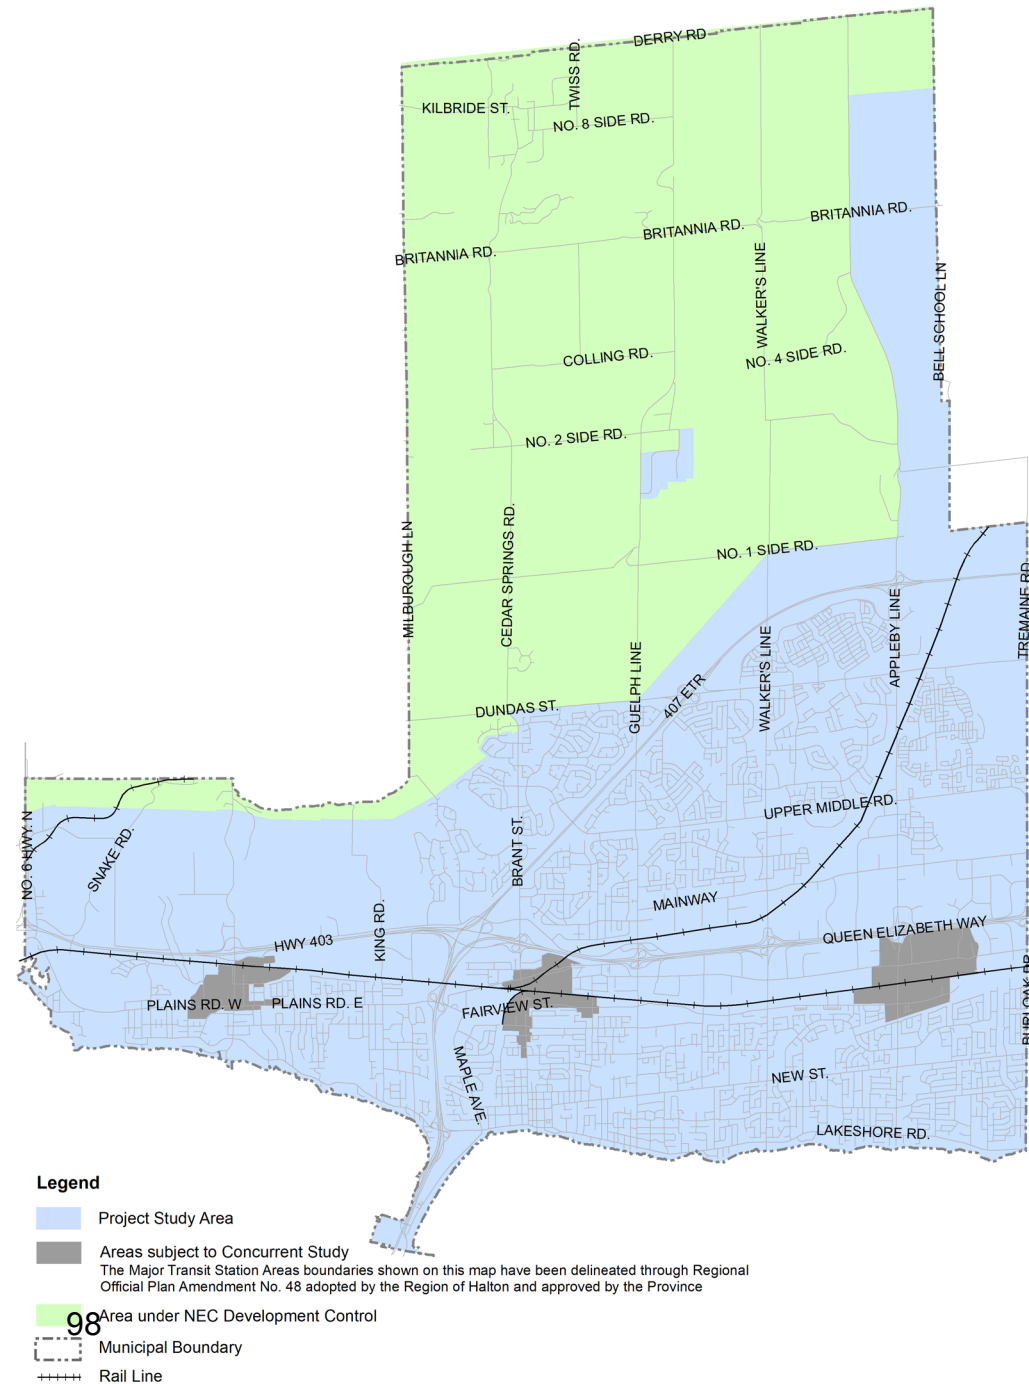 DERRY RD
TWISS RD.
KILBRIDE ST.
NO. 8 SIDE RD.
BRITANNIA RD.
BRITANNIA RD.
BRITANNIA RD.
WALKER'S LINE
BELL SCHOOL LN
COLLING RD.
NO. 4 SIDE RD.
NO. 2 SIDE RD.
MILBUROUGH LN
CEDAR SPRINGS RD.
NO. 1 SIDE RD.
TREMAINE RD.
APPLEBY LINE
GUELPH LINE
WALKER'S LINE
407 ETR
DUNDAS ST.
UPPER MIDDLE RD.
NO. 6 HWY. N
SNAKE RD.
BRANT ST.
MAINWAY
KING RD.
HWY 403
QUEEN ELIZABETH WAY
PLAINS RD. W
PLAINS RD. E
FAIRVIEW ST.
BURLOAK DR.
MAPLE AVE.
NEW ST.
LAKESHORE RD.
Legend
Project Study Area
Areas subject to Concurrent Study
The Major Transit Station Areas boundaries shown on this map have been delineated through Regional
Official Plan Amendment No. 48 adopted by the Region of Halton and approved by the Province
Area under NEC Development Control
98
Municipal Boundary
Rail Line